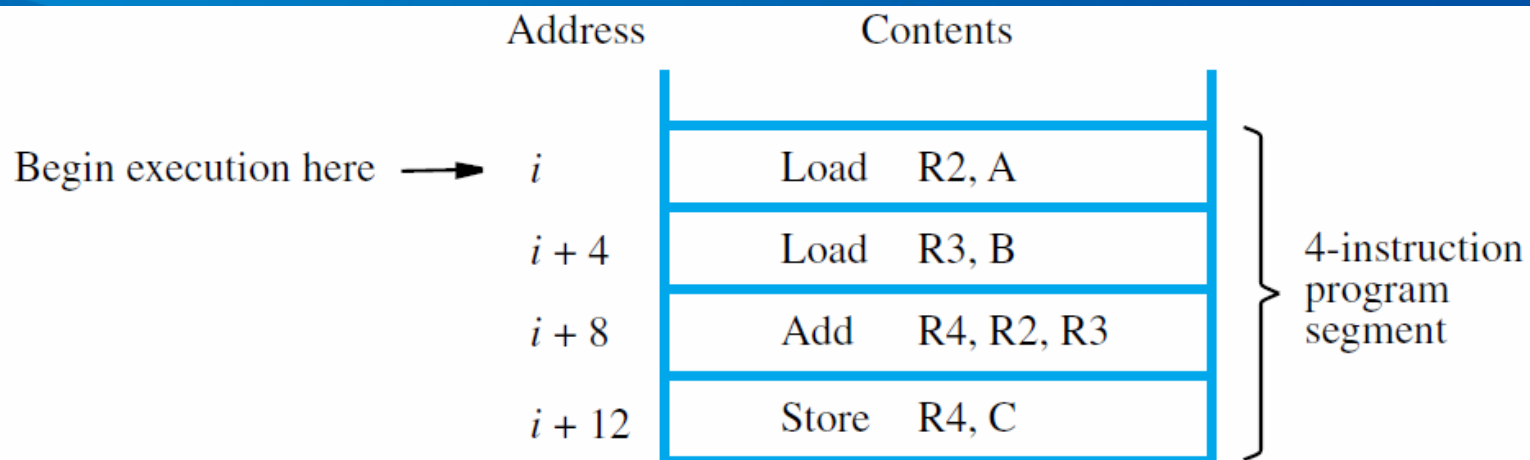 Address Contents
Begin execution here i Load R2, A
i + 4 Load R3, B
i + 8 Add R4, R2, R3
i + 12 Store R4, C
4-instruction
program
segment